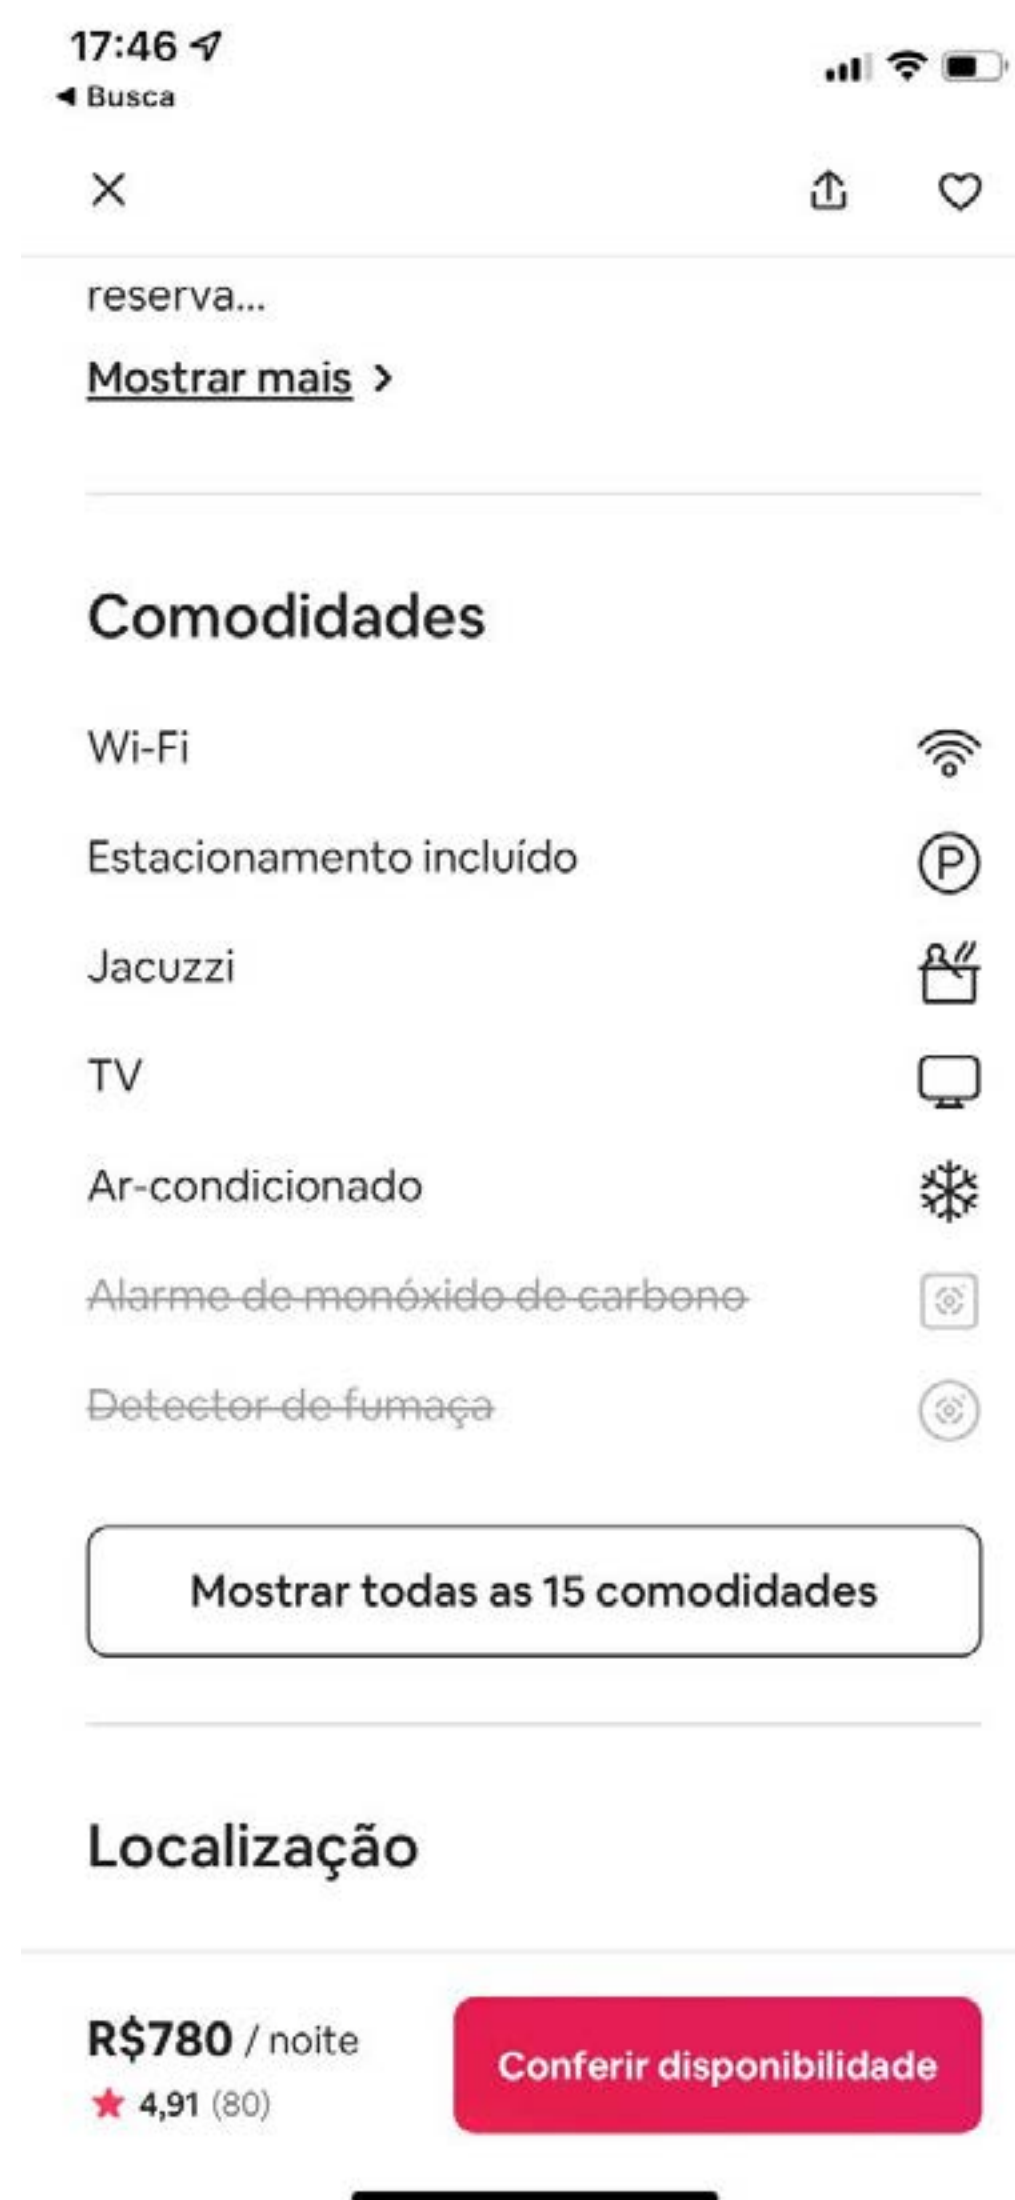 17:46
◀ Busca
reserva...
Mostrar mais >
Comodidades
Wi-Fi
Estacionamento incluído
Jacuzzi
TV
Ar-condicionado
Alarme de monóxido de carbono
Detector de fumaça
Mostrar todas as 15 comodidades
Localização
R$780 / noite
4,91 (80)
Conferir disponibilidade